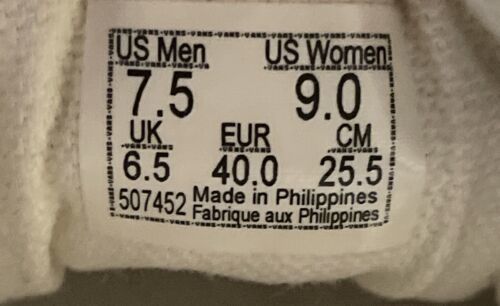 US Men US Women
7.5 9.0
UK EUR CM
6.5 40.0 25.5
507452 Made in Philippines
Fabrique aux Philippines